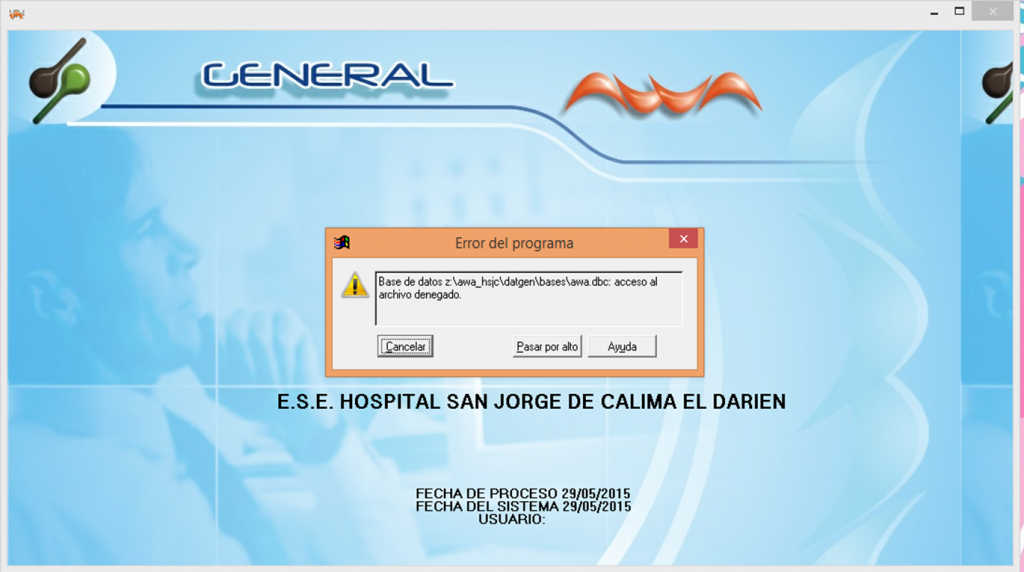 GENERAL
AWA
Error del programa
Base de datos z:\awa_hsjc\datgen\bases\awa.dbc: acceso al
archivo denegado.
Cancelar Pasar por alto Ayuda
E.S.E. HOSPITAL SAN JORGE DE CALIMA EL DARIEN
FECHA DE PROCESO 29/05/2015
FECHA DEL SISTEMA 29/05/2015
USUARIO: